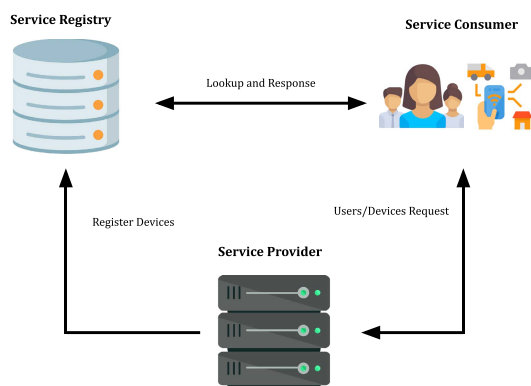 Service Registry
Service Consumer
Lookup and Response
Register Devices
Users/Devices Request
Service Provider